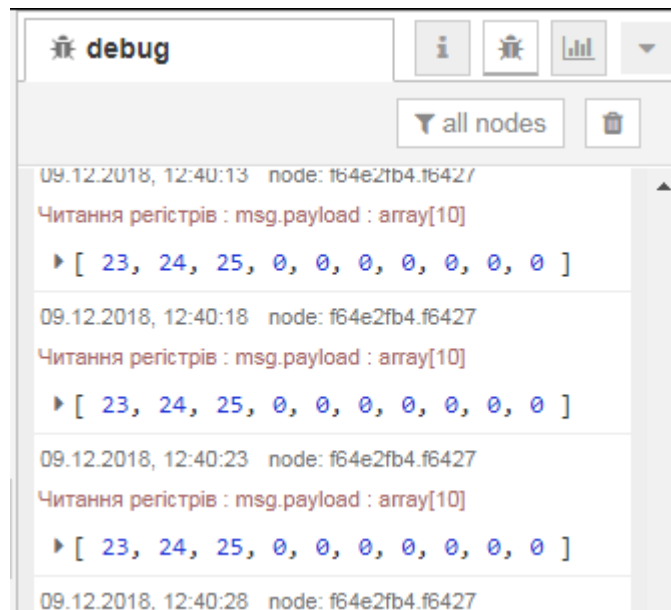 debug
all nodes
09.12.2018, 12:40:13 node: f64e2fb4.f6427
Читання регістрів : msg.payload : array[10]
[ 23, 24, 25, 0, 0, 0, 0, 0, 0, 0 ]
09.12.2018, 12:40:18 node: f64e2fb4.f6427
Читання регістрів : msg.payload : array[10]
[ 23, 24, 25, 0, 0, 0, 0, 0, 0, 0 ]
09.12.2018, 12:40:23 node: f64e2fb4.f6427
Читання регістрів : msg.payload : array[10]
[ 23, 24, 25, 0, 0, 0, 0, 0, 0, 0 ]
09.12.2018, 12:40:28 node: f64e2fb4.f6427